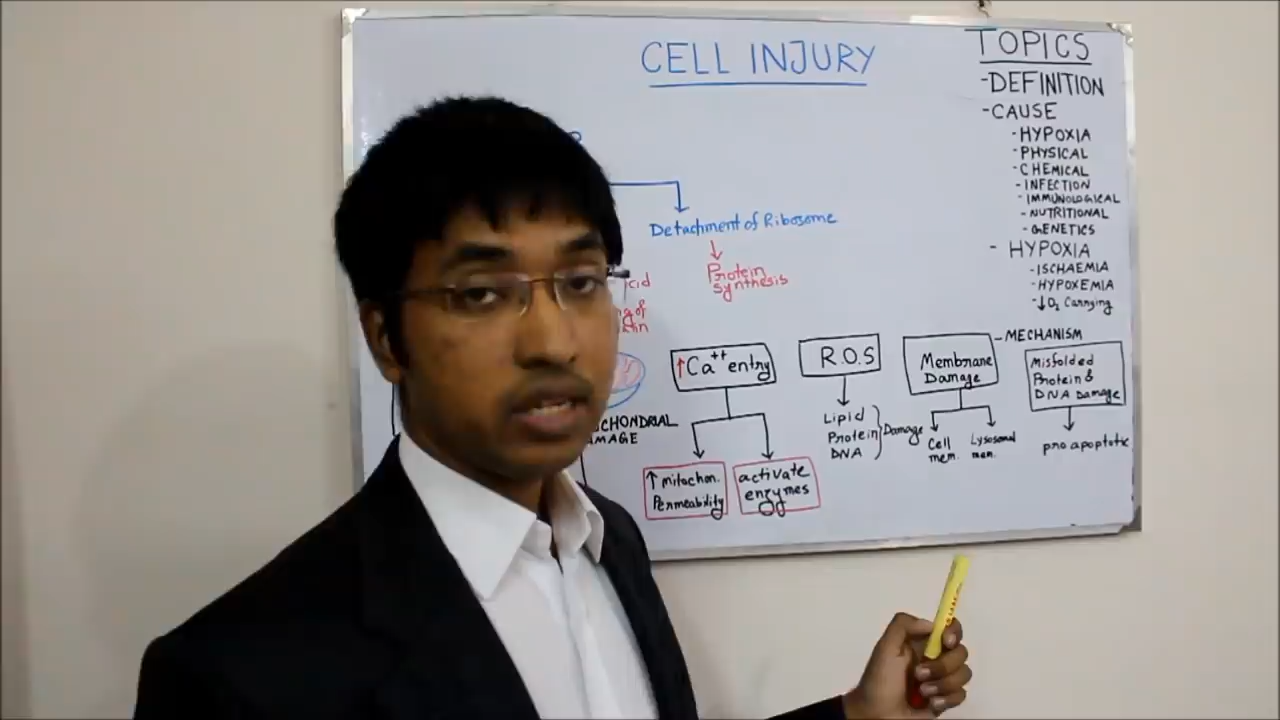 CELL INJURY
TOPICS
-DEFINITION
-CAUSE
-HYPOXIA
-PHYSICAL
-CHEMICAL
-INFECTION
-IMMUNOLOGICAL
-NUTRITIONAL
-GENETICS
- HYPOXIA
-ISCHAEMIA
-HYPOXEMIA
-↓O₂ Carrying
-MECHANISM
Detachment of Ribosome
↓
Protein
Synthesis
↑Ca⁺⁺ entry
↑ mitochon.
Permeability
activate
enzymes
R.O.S
Lipid
Protein
DNA
Damage
Membrane
Damage
Cell
mem.
Lysosomal
mem.
Misfolded
Protein &
DNA Damage
pro apoptotic